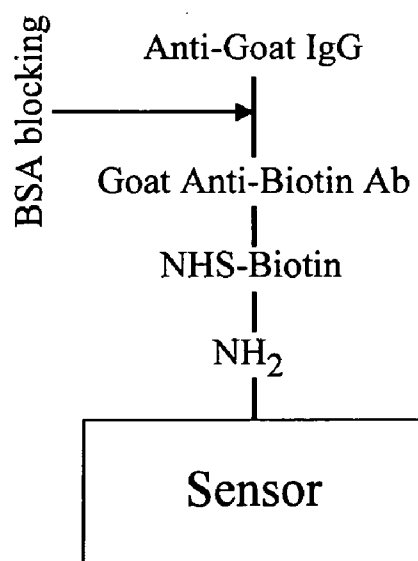 Anti-Goat IgG
BSA blocking
Goat Anti-Biotin Ab
NHS-Biotin
NH₂
Sensor